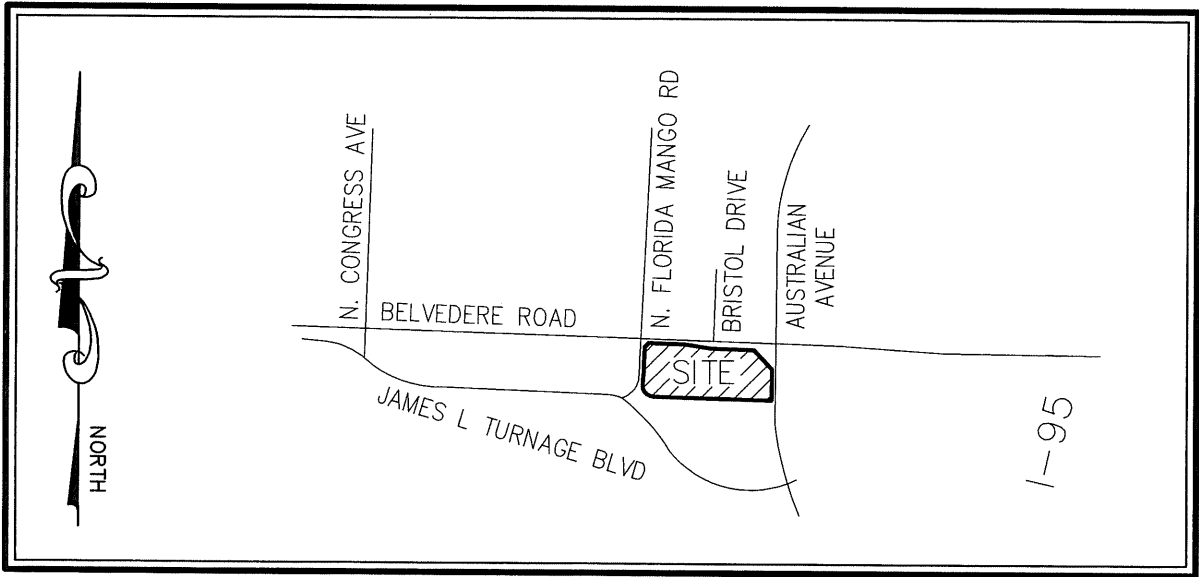 N. CONGRESS AVE
N. FLORIDA MANGO RD
BRISTOL DRIVE
AUSTRALIAN
AVENUE
BELVEDERE ROAD
SITE
JAMES L TURNAGE BLVD
I-95
NORTH